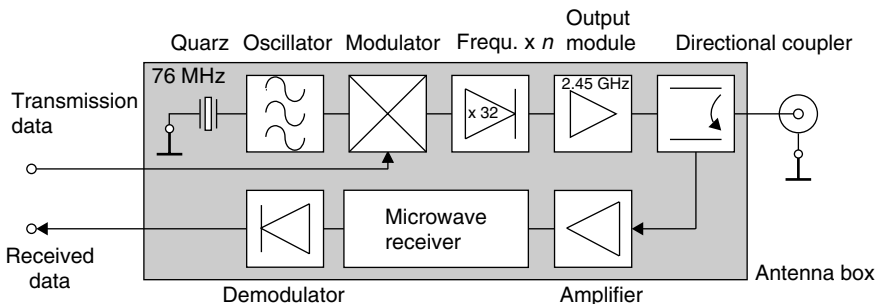 Quarz
Oscillator
Modulator
Frequ. x n
Output
module
Directional coupler
76 MHz
2.45 GHz
x 32
Transmission
data
Microwave
receiver
Received
data
Demodulator
Amplifier
Antenna box